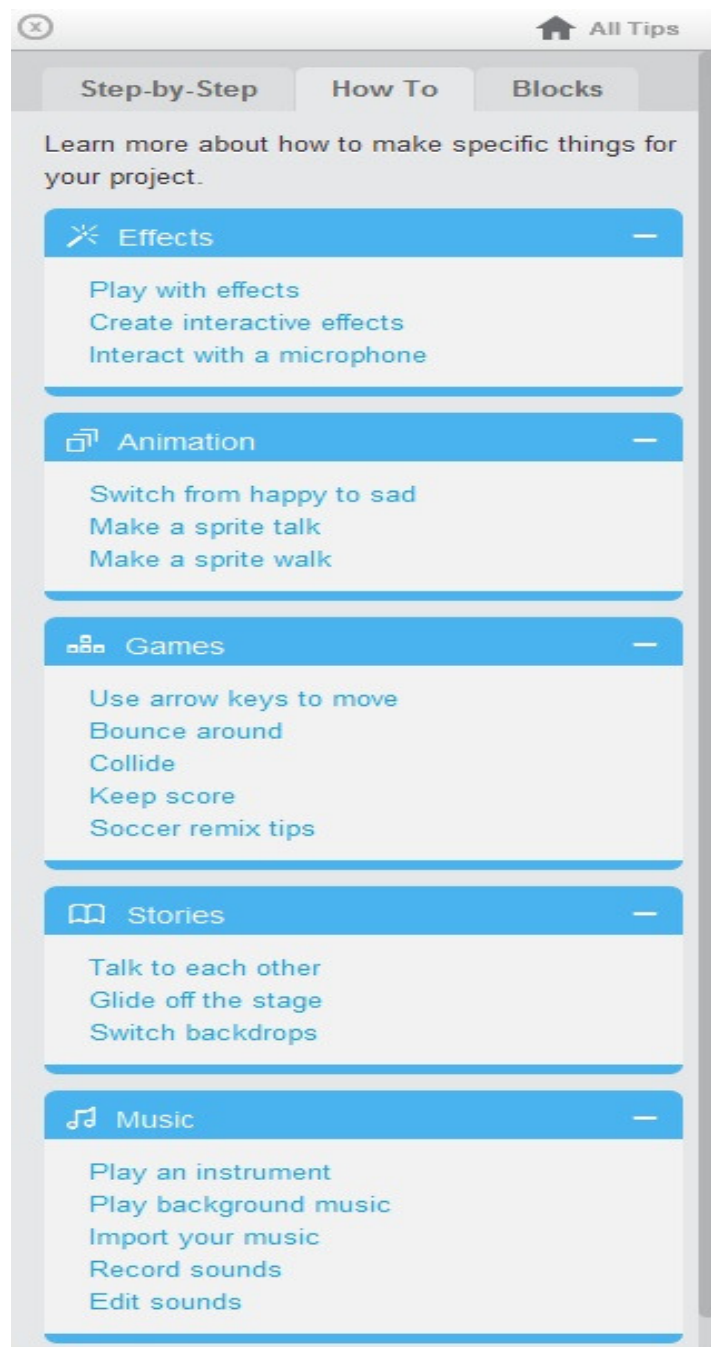 All Tips
Step-by-Step How To Blocks
Learn more about how to make specific things for
your project.
Effects
Play with effects
Create interactive effects
Interact with a microphone
Animation
Switch from happy to sad
Make a sprite talk
Make a sprite walk
Games
Use arrow keys to move
Bounce around
Collide
Keep score
Soccer remix tips
Stories
Talk to each other
Glide off the stage
Switch backdrops
Music
Play an instrument
Play background music
Import your music
Record sounds
Edit sounds